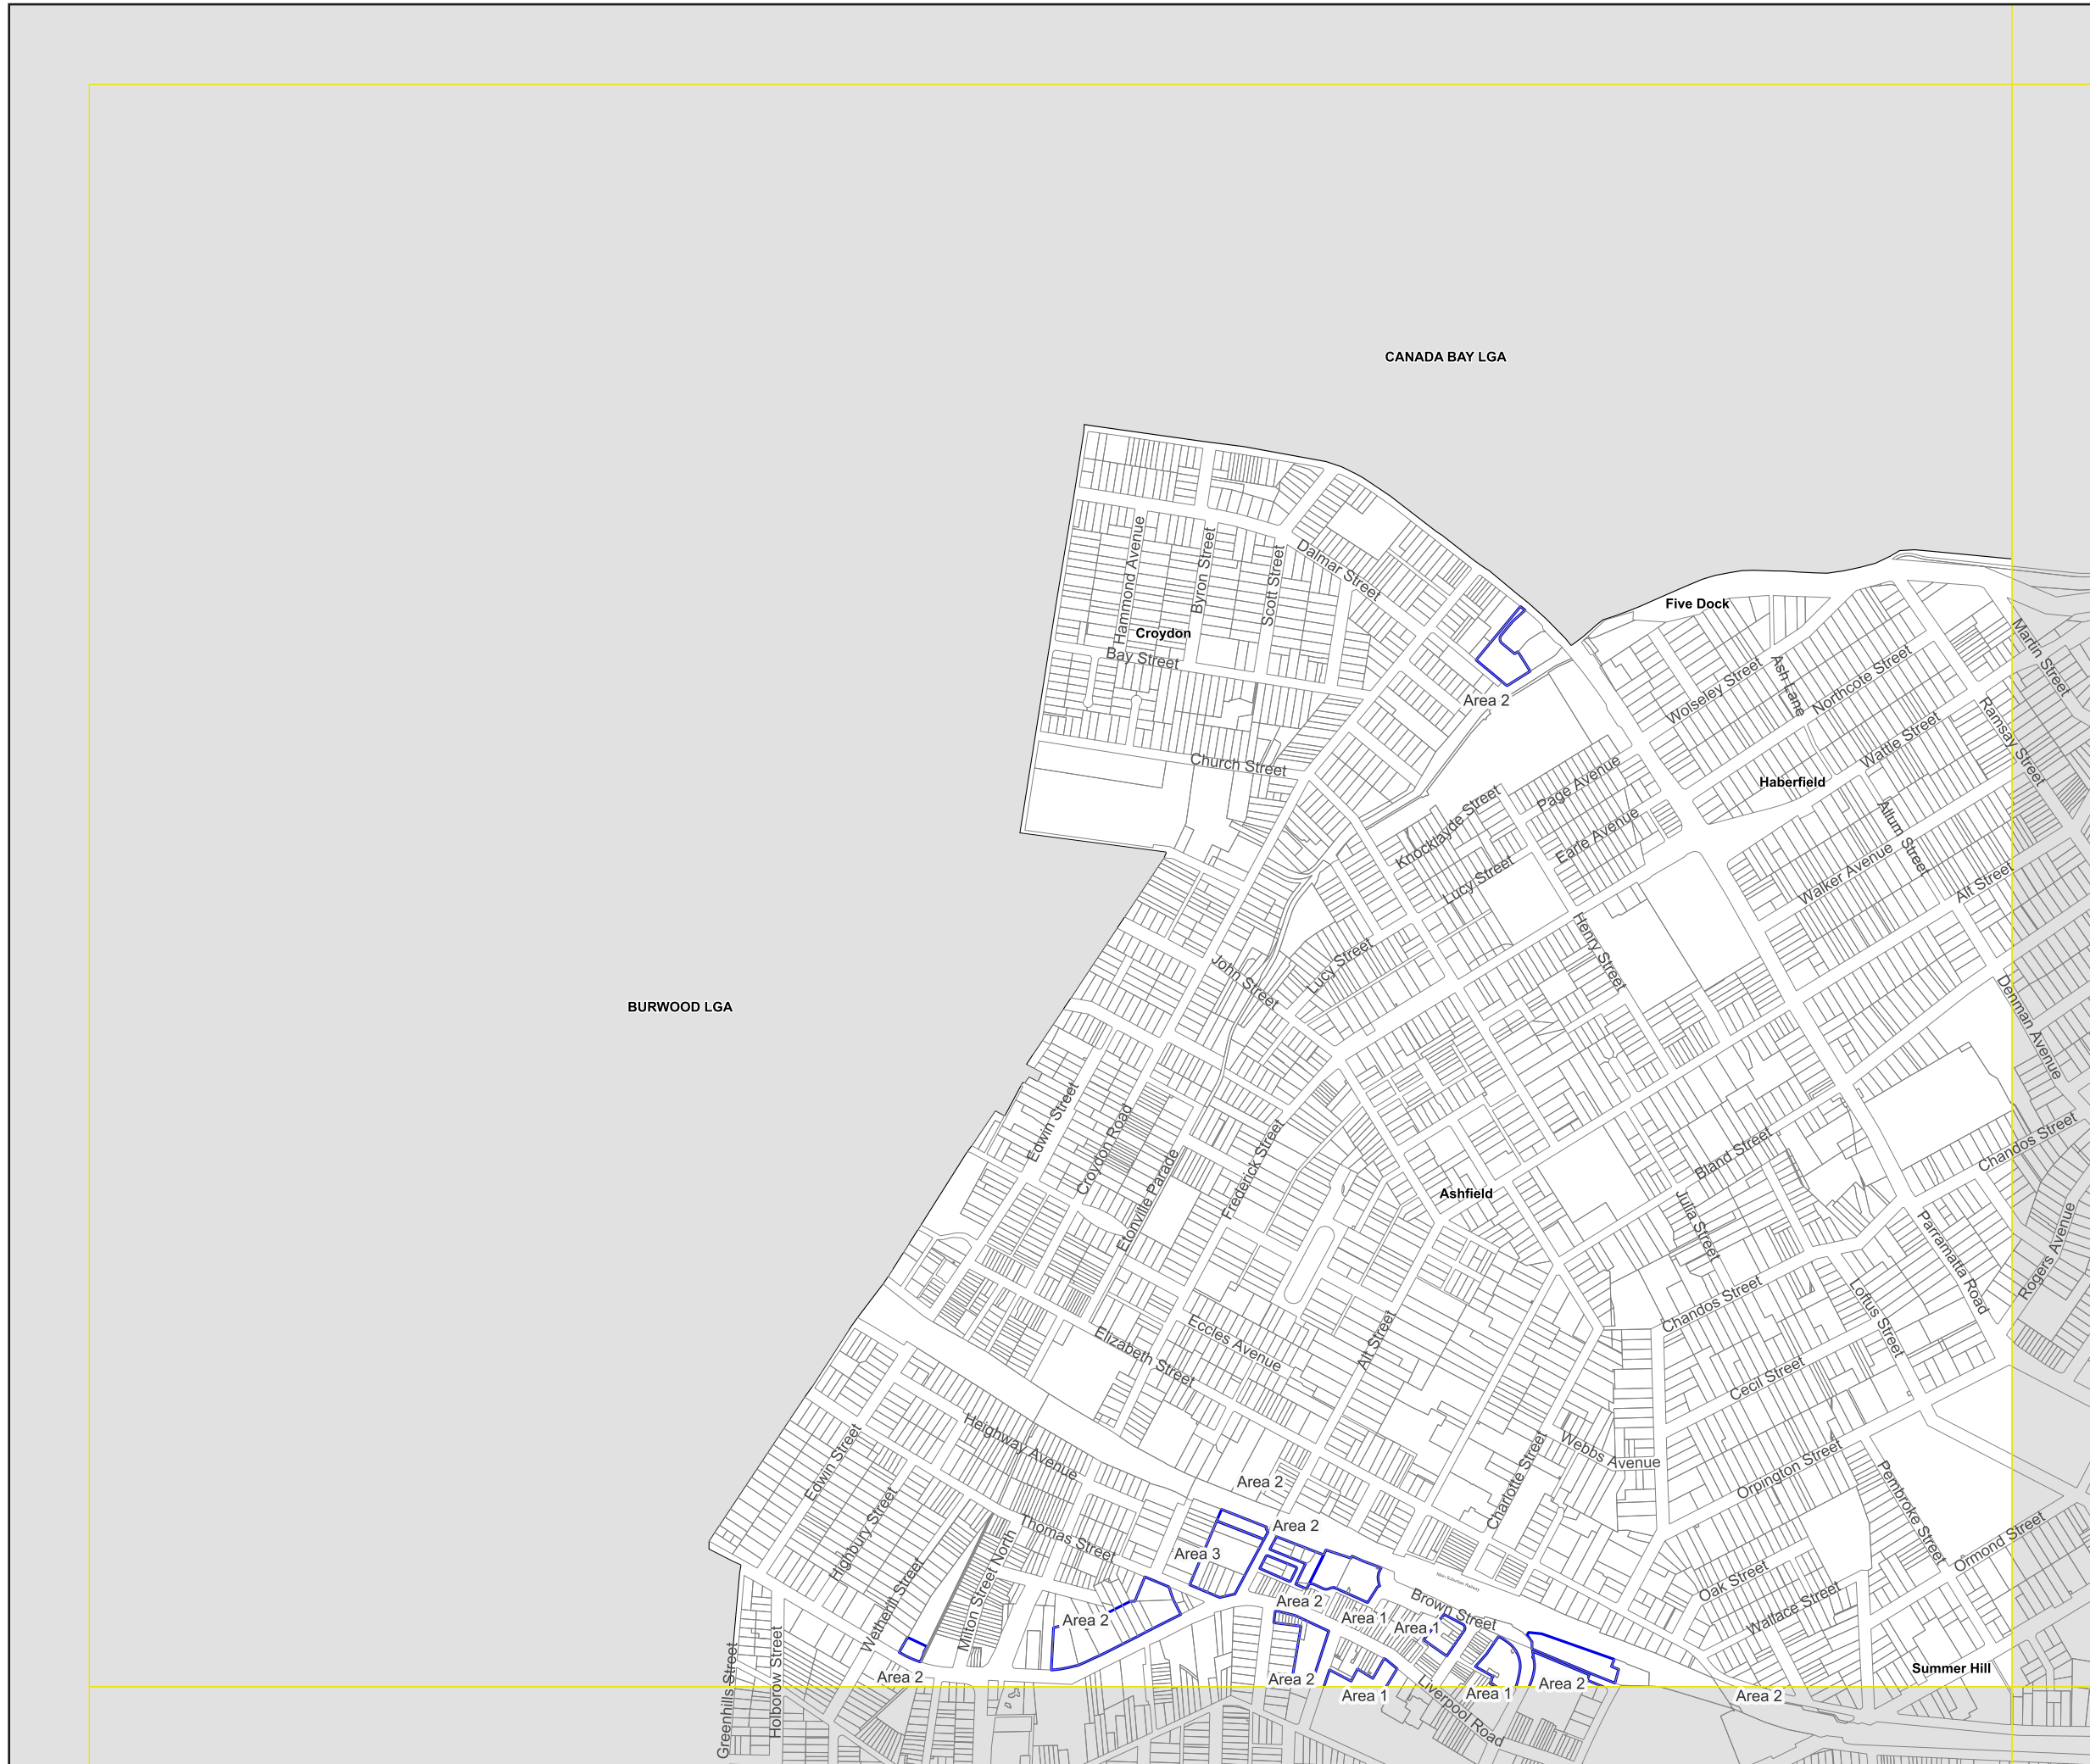 CANADA BAY LGA
Five Dock
Dalmar Street
Hammond Avenue
Byron Street
Scott Street
Croydon
Bay Street
Area 2
Martin Street
Wolseley Street
Ash Lane
Northcote Street
Ramsay Street
Wattle Street
Church Street
Page Avenue
Haberfield
Knocklayde Street
Earle Avenue
Allum Street
Lucy Street
Walker Avenue
Alt Street
Henry Street
John Street
Lucy Street
BURWOOD LGA
Denman Avenue
Edwin Street
Croydon Road
Etonville Parade
Frederick Street
Bland Street
Chandos Street
Ashfield
Julia Street
Parramatta Road
Rogers Avenue
Chandos Street
Loftus Street
Elizabeth Street
Eccles Avenue
Alt Street
Cecil Street
Heighway Avenue
Edwin Street
Webbs Avenue
Charlotte Street
Orpington Street
Area 2
Highbury Street
Pembroke Street
Thomas Street
Area 2
Ormond Street
Area 3
Milton Street North
Wetherill Street
Main Suburban Railway
Oak Street
Wallace Street
Area 2
Brown Street
Area 2
Area 1
Area 1
Greenhills Street
Holborow Street
Area 2
Area 2
Area 1
Liverpool Road
Area 1
Area 2
Summer Hill
Area 2